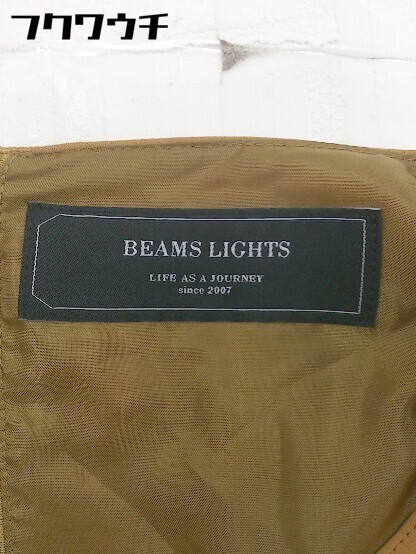 フクワウチ
BEAMS LIGHTS
LIFE AS A JOURNEY
since 2007